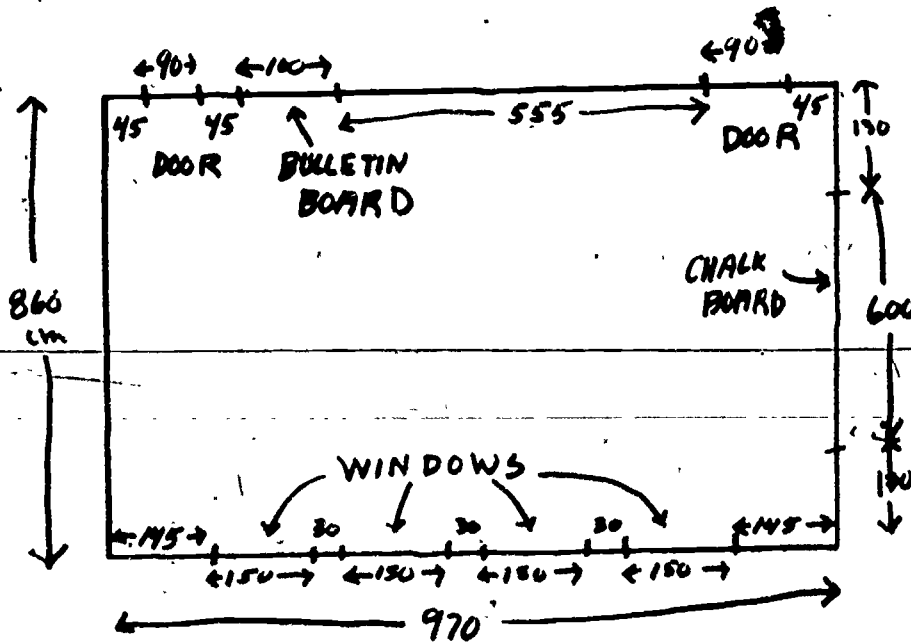 90 100 90
45 45 555 45
DOOR BULLETIN BOARD DOOR
130
CHALK BOARD
860 cm
600
130
WINDOWS
145 30 30 30 145
150 150 150 150
970